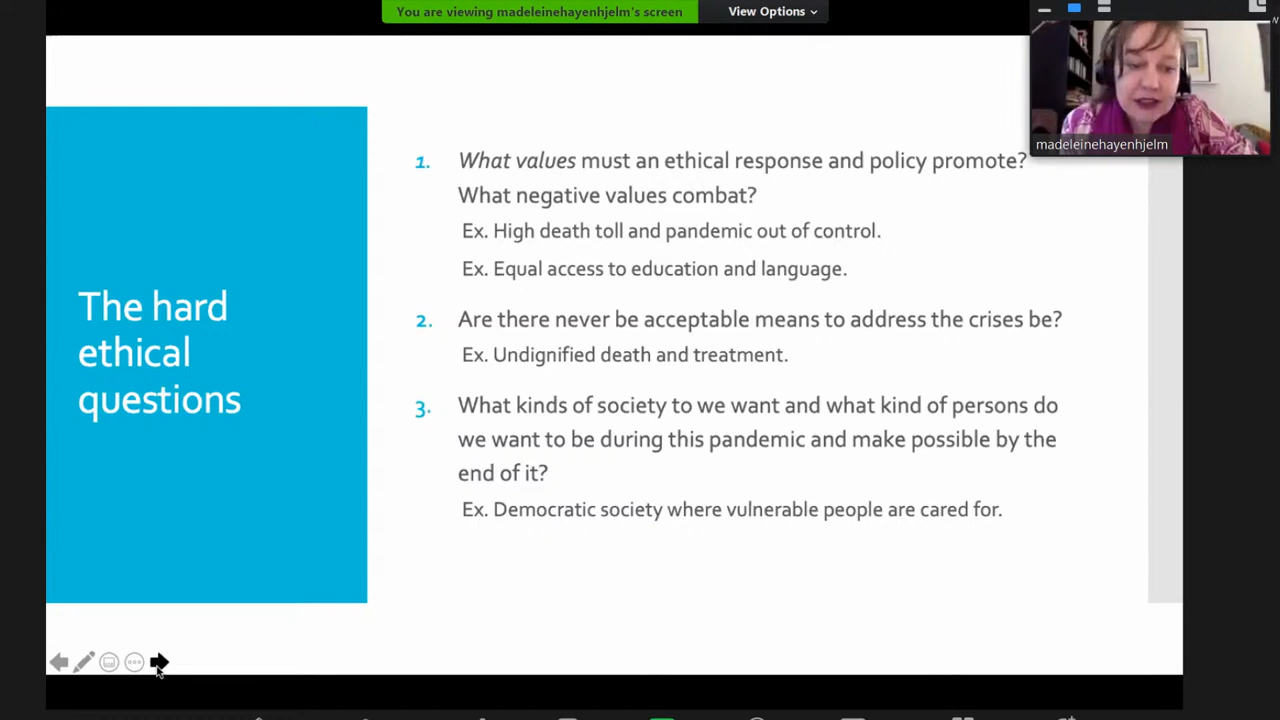 You are viewing madeleinehayenhjelm's screen
View Options
madeleinehayenhjelm
The hard
ethical
questions
1. What values must an ethical response and policy promote?
What negative values combat?
Ex. High death toll and pandemic out of control.
Ex. Equal access to education and language.
2. Are there never be acceptable means to address the crises be?
Ex. Undignified death and treatment.
3. What kinds of society to we want and what kind of persons do
we want to be during this pandemic and make possible by the
end of it?
Ex. Democratic society where vulnerable people are cared for.